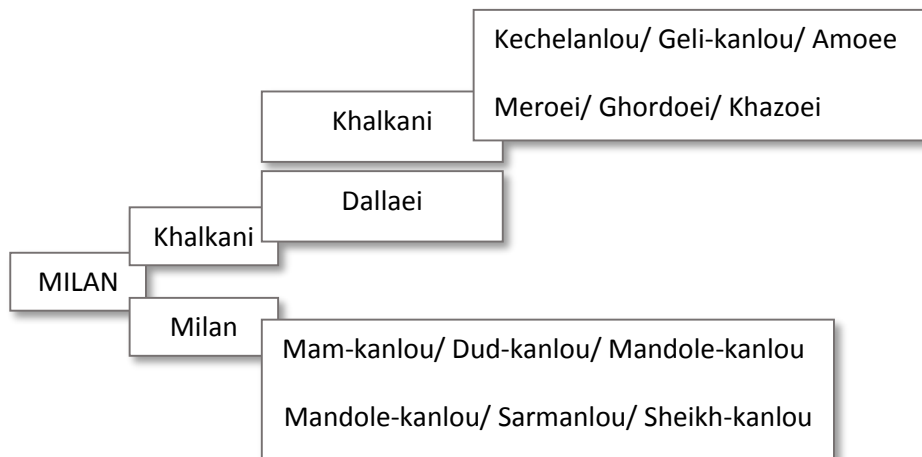 Kechelanlou/ Geli-kanlou/ Amoee
Meroei/ Ghordoei/ Khazoei
Khalkani
Dallaei
Khalkani
MILAN
Milan
Mam-kanlou/ Dud-kanlou/ Mandole-kanlou
Mandole-kanlou/ Sarmanlou/ Sheikh-kanlou